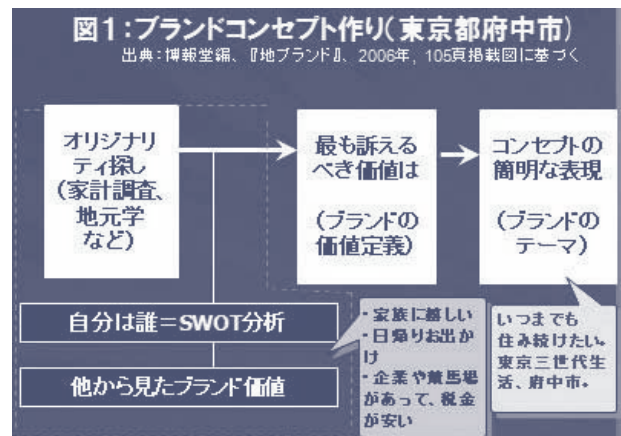 図1:ブランドコンセプト作り(東京都府中市)
出典:博報堂編、『地ブランド』、2006年, 105頁掲載図に基づく
オリジナリ
ティ探し
(家計調査、
地元学
など)
最も訴える
べき価値は
(ブランドの
価値定義)
コンセプトの
簡明な表現
(ブランドの
テーマ)
自分は誰=SWOT分析
他から見たブランド価値
・家族に嬉しい
・日帰りお出か
け
・企業や競馬場
があって、税金
が安い
いつまでも
住み続けたい。
東京三世代生
活、府中市。